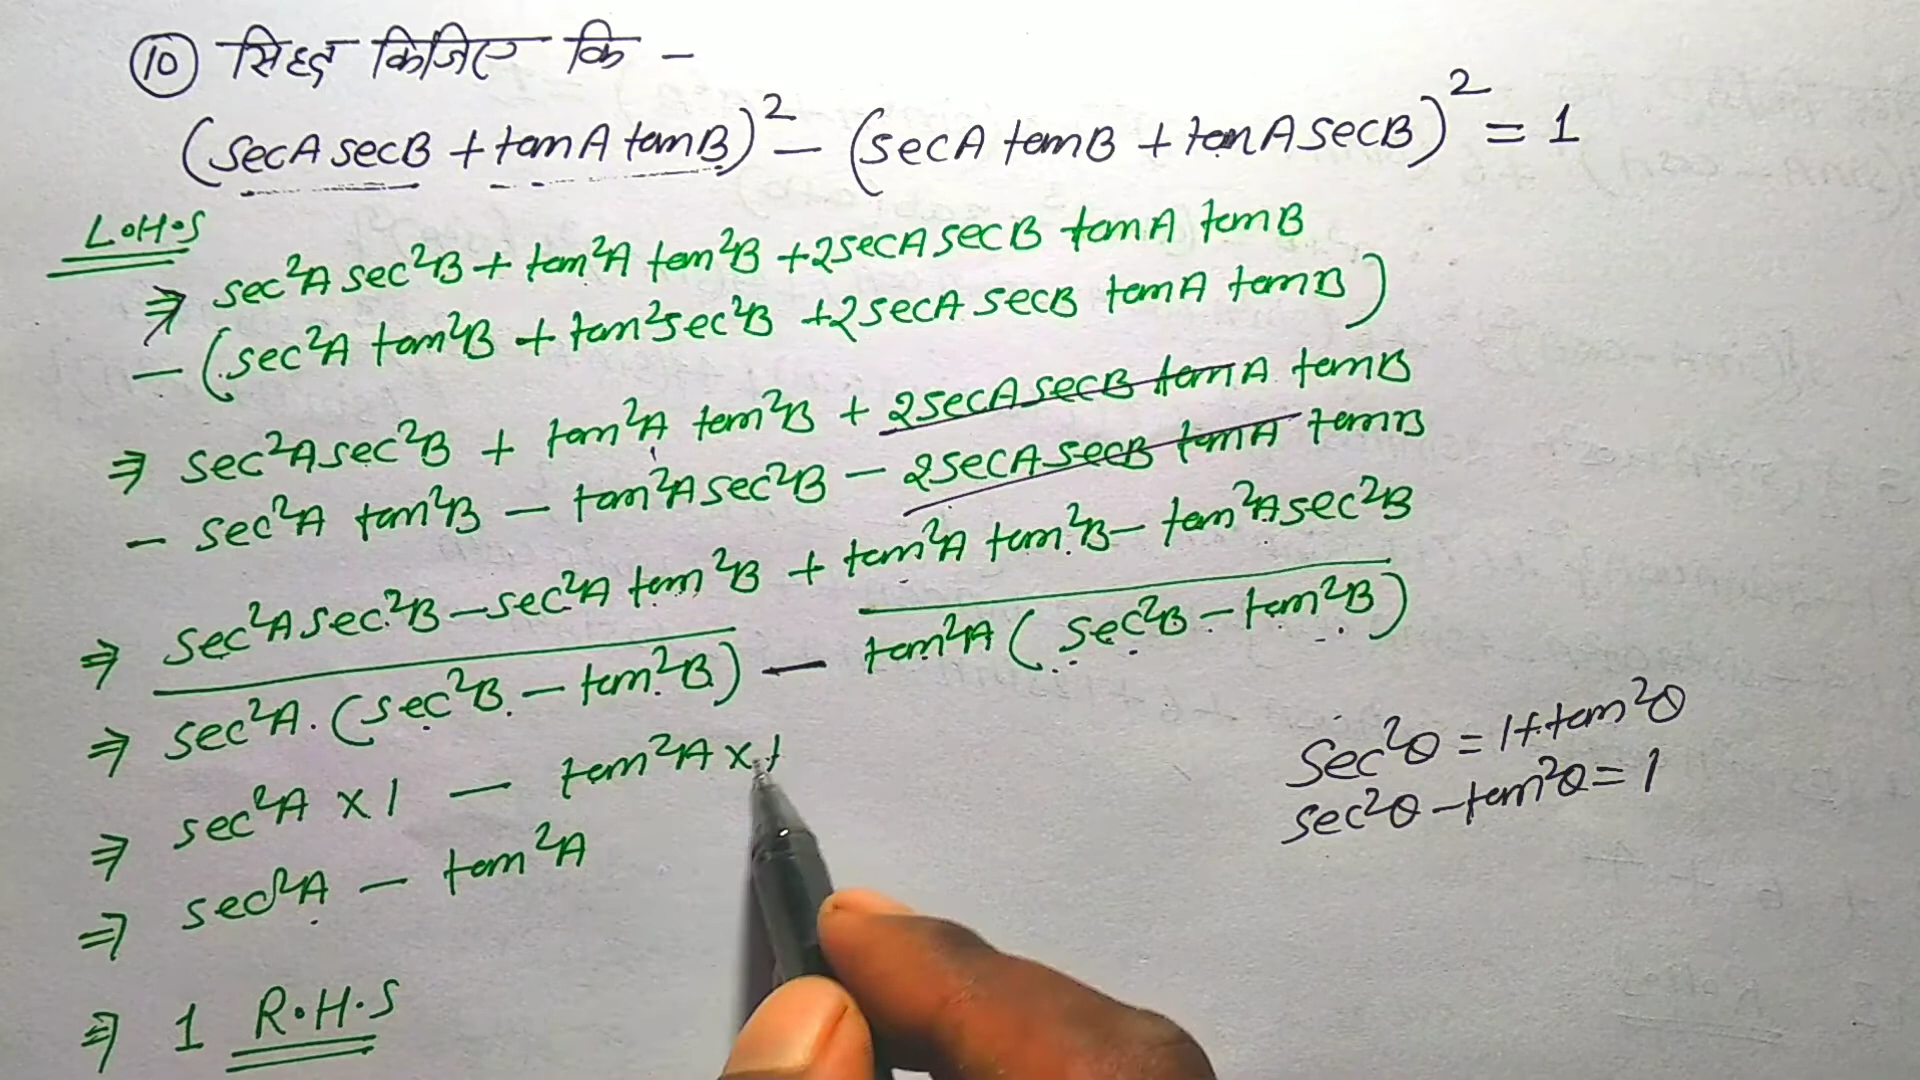 ⑩ सिद्द किजिए कि -
(secA secB + tanA tanB)² - (secA tanB + tanA secB)² = 1
L.H.S
⇒ sec²A sec²B + tan²A tan²B + 2secA secB tanA tanB
- (sec²A tan²B + tan²sec²B + 2secA secB tanA tanB)
⇒ sec²A sec²B + tan²A tan²B + 2secA secB tanA tanB
- sec²A tan²B - tan²A sec²B - 2secA secB tanA tanB
⇒ sec²A sec²B - sec²A tan²B + tan²A tan²B - tan²A sec²B
⇒ sec²A. (sec²B - tan²B) - tan²A (sec²B - tan²B)
⇒ sec²A × 1 - tan²A × 1
⇒ sec²A - tan²A
⇒ 1 R.H.S
sec²θ = 1 + tan²θ
sec²θ - tan²θ = 1